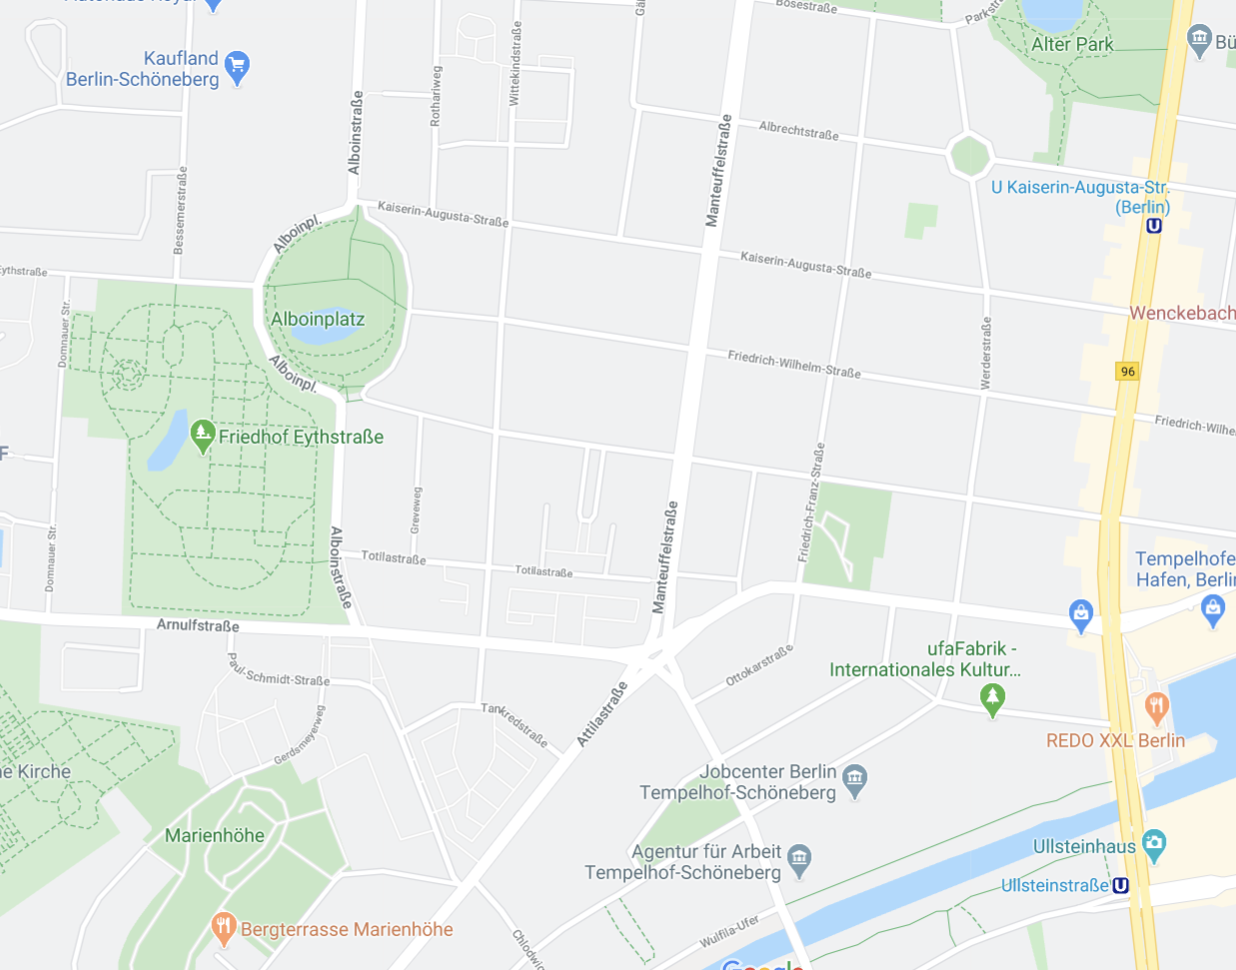 Kaufland
Berlin-Schöneberg
Bosestraße
Alter Park
Rothariweg
Wittekindstraße
Alboinstraße
Albrechtstraße
Manteuffelstraße
Bessemerstraße
U Kaiserin-Augusta-Str.
(Berlin)
U
Kaiserin-Augusta-Straße
Alboinpl.
Kaiserin-Augusta-Straße
Eythstraße
Domnauer Str.
Alboinplatz
Wenckebach
Werderstraße
Friedrich-Wilhelm-Straße
96
Alboinpl.
Friedrich-Wilhe
Friedhof Eythstraße
F
Greveweg
Friedrich-Franz-Straße
Manteuffelstraße
Domnauer Str.
Alboinstraße
Totilastraße
Totilastraße
Tempelhofe
Hafen, Berlin
Arnulfstraße
Paul-Schmidt-Straße
Ottokarstraße
ufaFabrik -
Internationales Kultur...
Attilastraße
Tankredstraße
Gerdsmeyerweg
REDO XXL Berlin
he Kirche
Jobcenter Berlin
Tempelhof-Schöneberg
Marienhöhe
Agentur für Arbeit
Tempelhof-Schöneberg
Ullsteinhaus
Ullsteinstraße
U
Bergterrasse Marienhöhe
Wulfila-Ufer
Chlodwig
Google